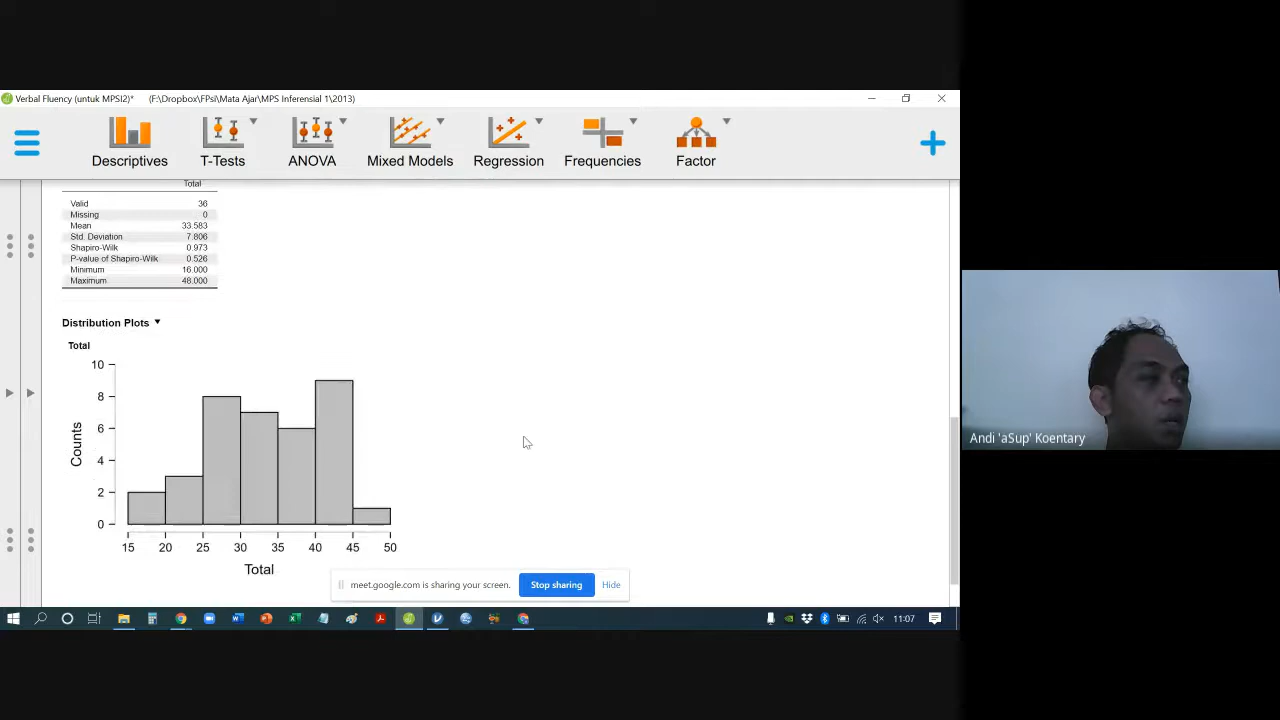 Verbal Fluency (untuk MPSI2)* (F:\Dropbox\FPsi\Mata Ajar\MPS Inferensial 1\2013)
Descriptives T-Tests ANOVA Mixed Models Regression Frequencies Factor
Total
Valid 36
Missing 0
Mean 33.583
Std. Deviation 7.806
Shapiro-Wilk 0.973
P-value of Shapiro-Wilk 0.526
Minimum 16.000
Maximum 48.000
Distribution Plots
Total
10
8
6
4
2
0
Counts
15 20 25 30 35 40 45 50
Total
meet.google.com is sharing your screen. Stop sharing Hide
11:07
Andi 'aSup' Koentary